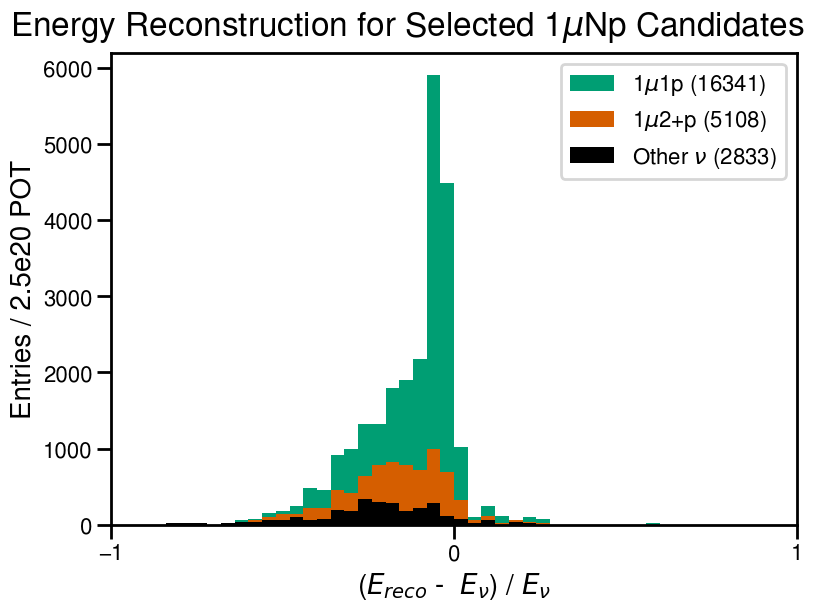 Energy Reconstruction for Selected 1μNp Candidates
6000
5000
4000
3000
2000
1000
0
Entries / 2.5e20 POT
1μ1p (16341)
1μ2+p (5108)
Other ν (2833)
−1
0
1
(E_reco - E_ν) / E_ν